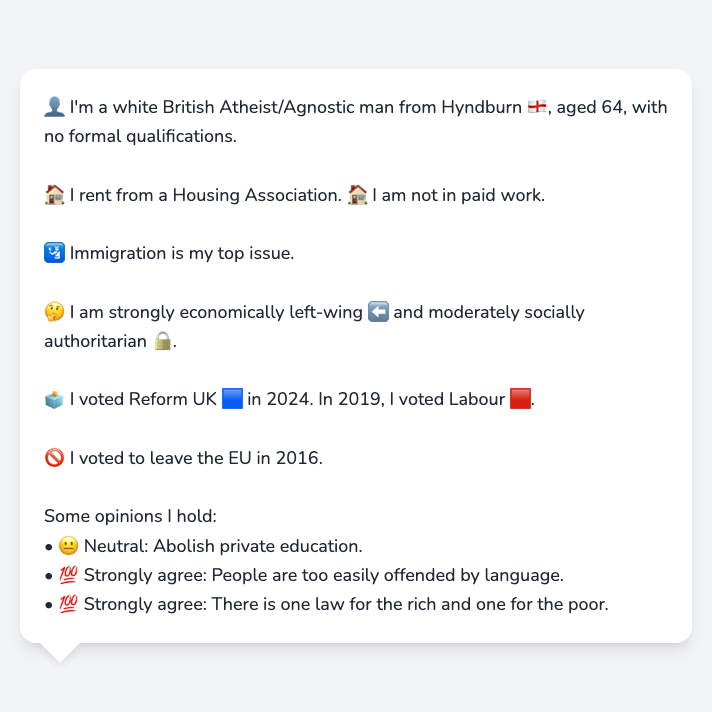 👤 I'm a white British Atheist/Agnostic man from Hyndburn 🏴󠁧󠁢󠁥󠁮󠁧󠁿, aged 64, with
no formal qualifications.
🏠 I rent from a Housing Association. 🏠 I am not in paid work.
🛂 Immigration is my top issue.
🤔 I am strongly economically left-wing ⬅️ and moderately socially
authoritarian 🔒.
🗳️ I voted Reform UK 🟦 in 2024. In 2019, I voted Labour 🟥.
🚫 I voted to leave the EU in 2016.
Some opinions I hold:
• 😐 Neutral: Abolish private education.
• 💯 Strongly agree: People are too easily offended by language.
• 💯 Strongly agree: There is one law for the rich and one for the poor.